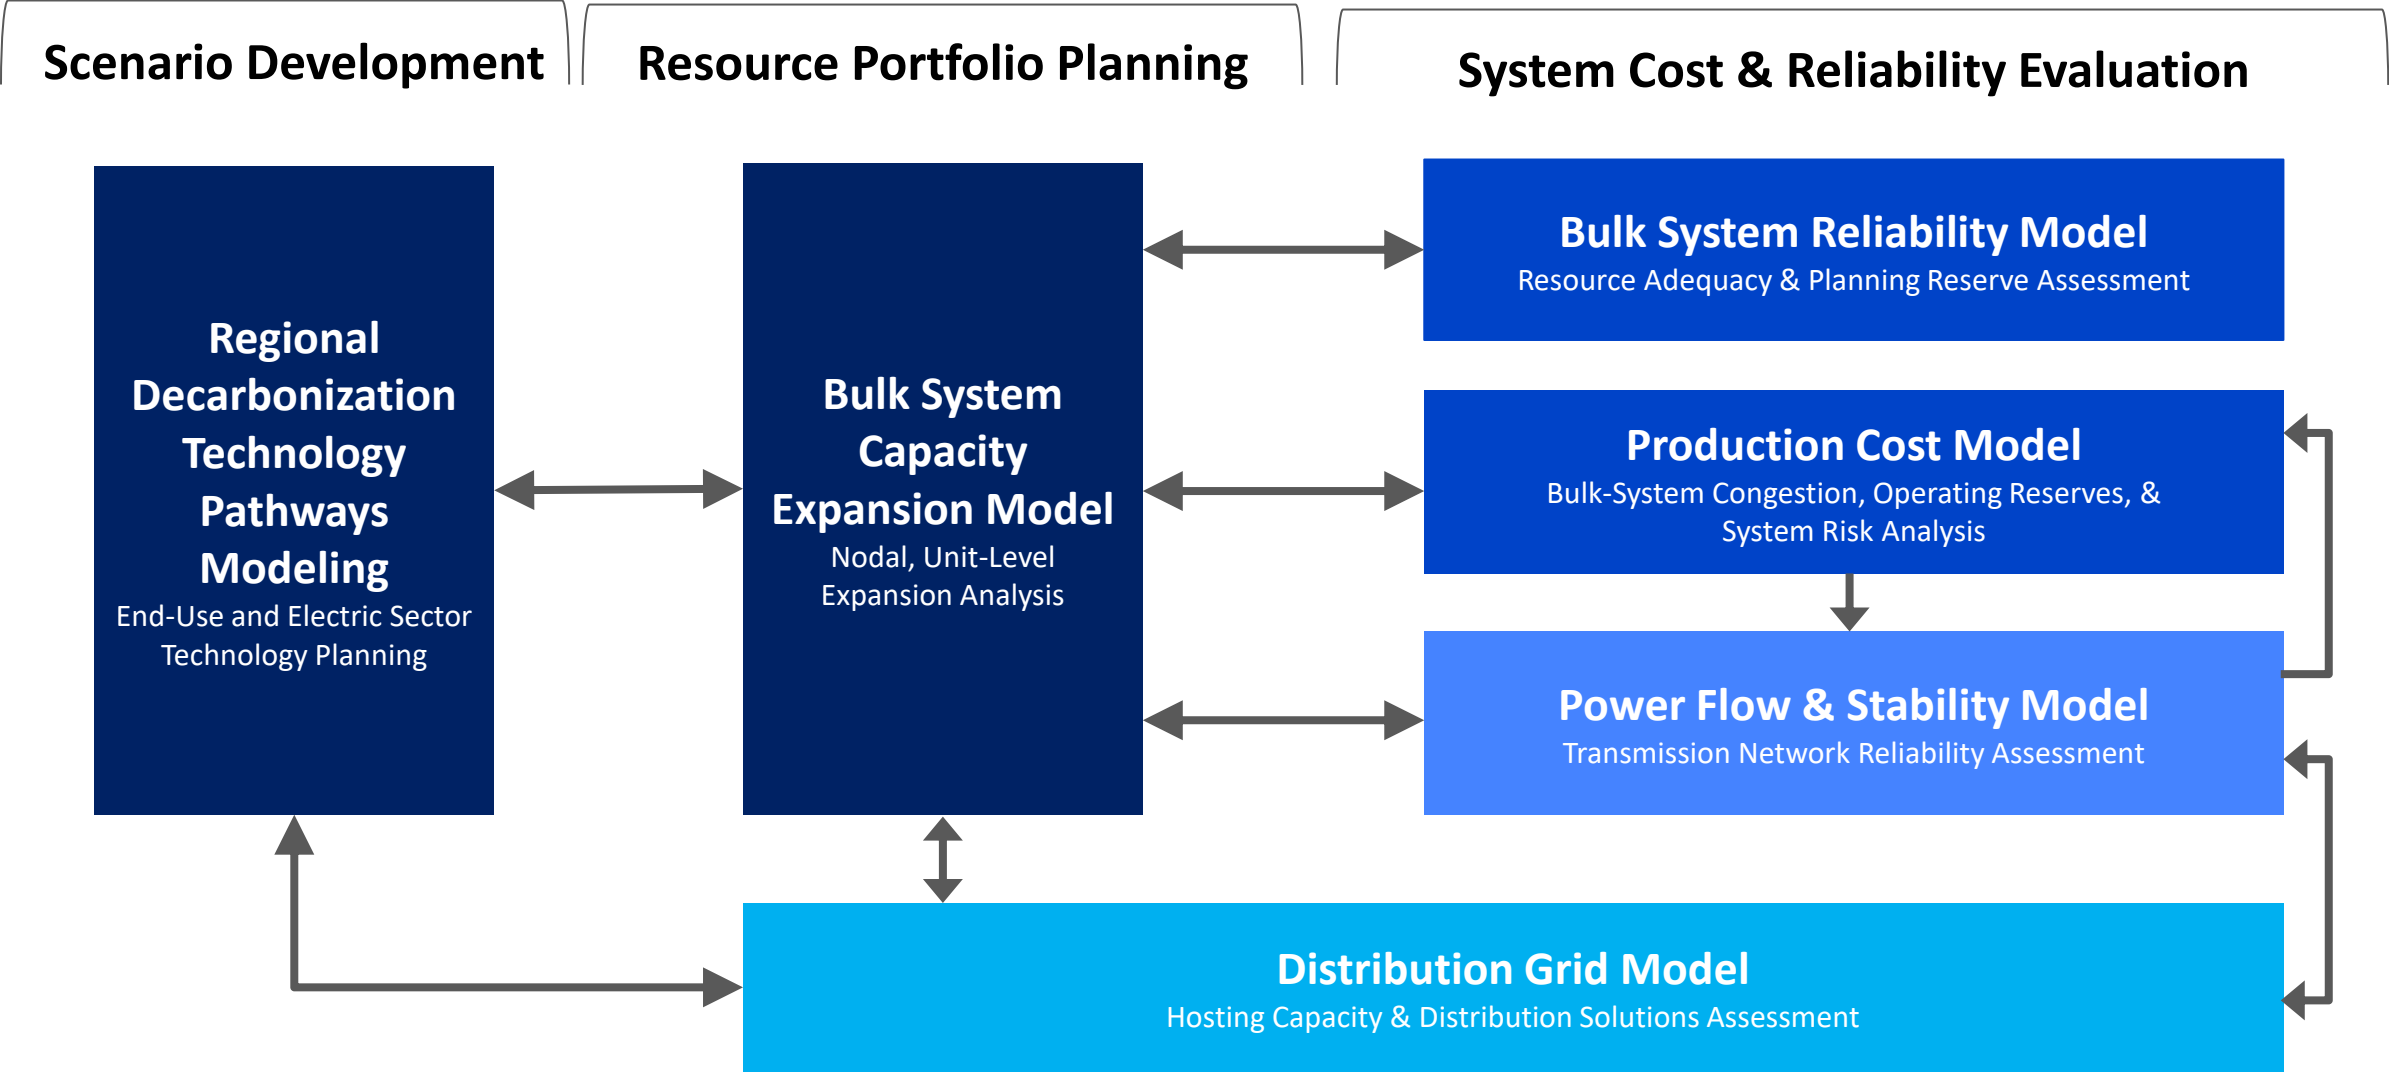 Scenario Development
Resource Portfolio Planning
System Cost & Reliability Evaluation
Regional
Decarbonization
Technology
Pathways
Modeling
End-Use and Electric Sector
Technology Planning
Bulk System
Capacity
Expansion Model
Nodal, Unit-Level
Expansion Analysis
Bulk System Reliability Model
Resource Adequacy & Planning Reserve Assessment
Production Cost Model
Bulk-System Congestion, Operating Reserves, &
System Risk Analysis
Power Flow & Stability Model
Transmission Network Reliability Assessment
Distribution Grid Model
Hosting Capacity & Distribution Solutions Assessment